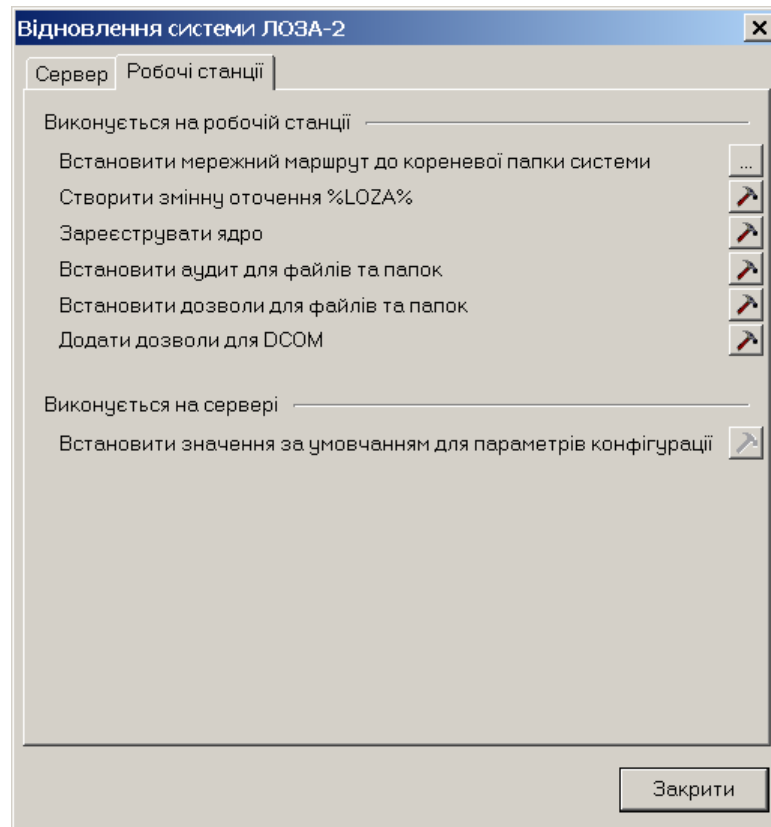 Відновлення системи ЛОЗА-2
Сервер Робочі станції
Виконується на робочій станції
Встановити мережний маршрут до кореневої папки системи ...
Створити змінну оточення %LOZA%
Зареєструвати ядро
Встановити аудит для файлів та папок
Встановити дозволи для файлів та папок
Додати дозволи для DCOM
Виконується на сервері
Встановити значення за умовчанням для параметрів конфігурації
Закрити